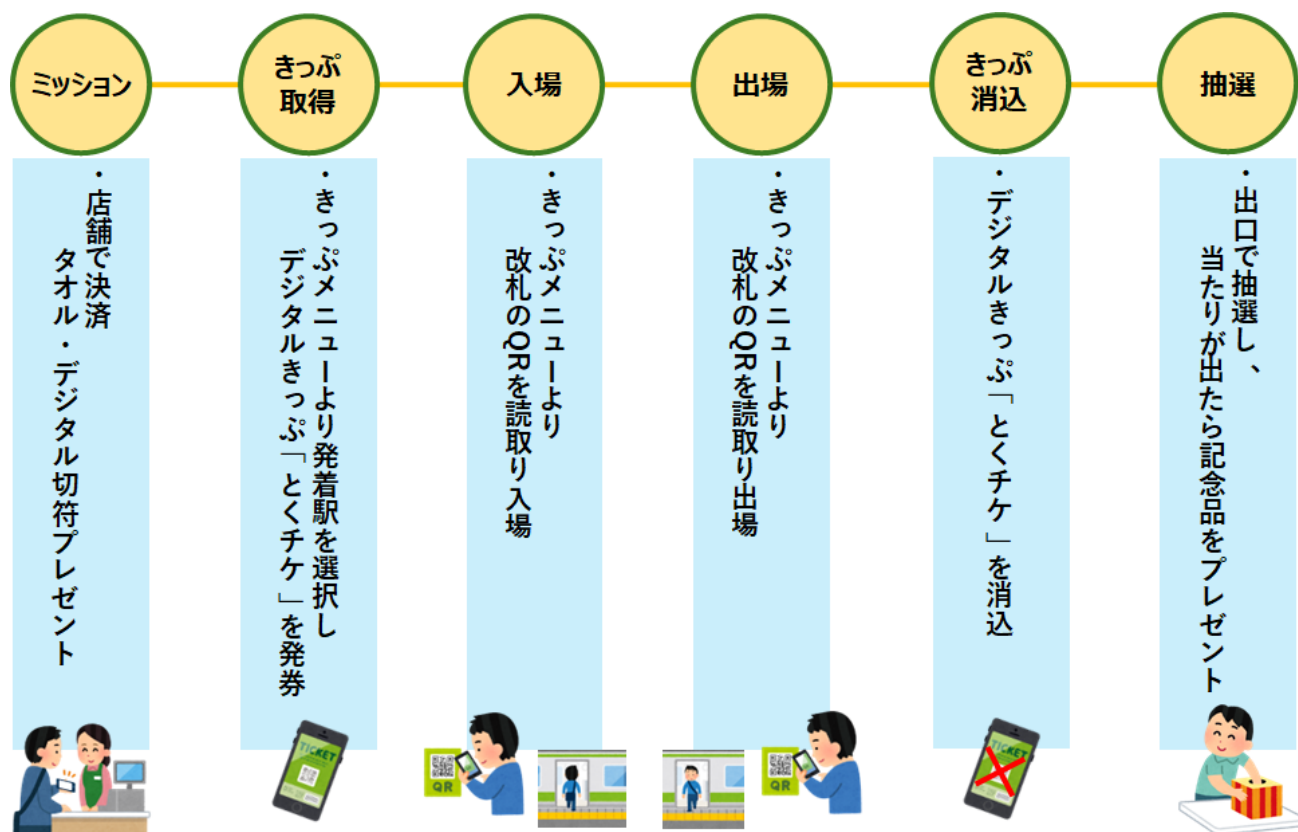 ミッション
きっぷ
取得
入場
出場
きっぷ
消込
抽選
・店舗で決済
タオル・デジタル切符プレゼント
・きっぷメニューより発着駅を選択し
デジタルきっぷ「とくチケ」を発券
・きっぷメニューより
改札のQRを読取り入場
・きっぷメニューより
改札のQRを読取り出場
・デジタルきっぷ「とくチケ」を消込
・出口で抽選し、
当たりが出たら記念品をプレゼント
TICKET
QR
QR
TICKET